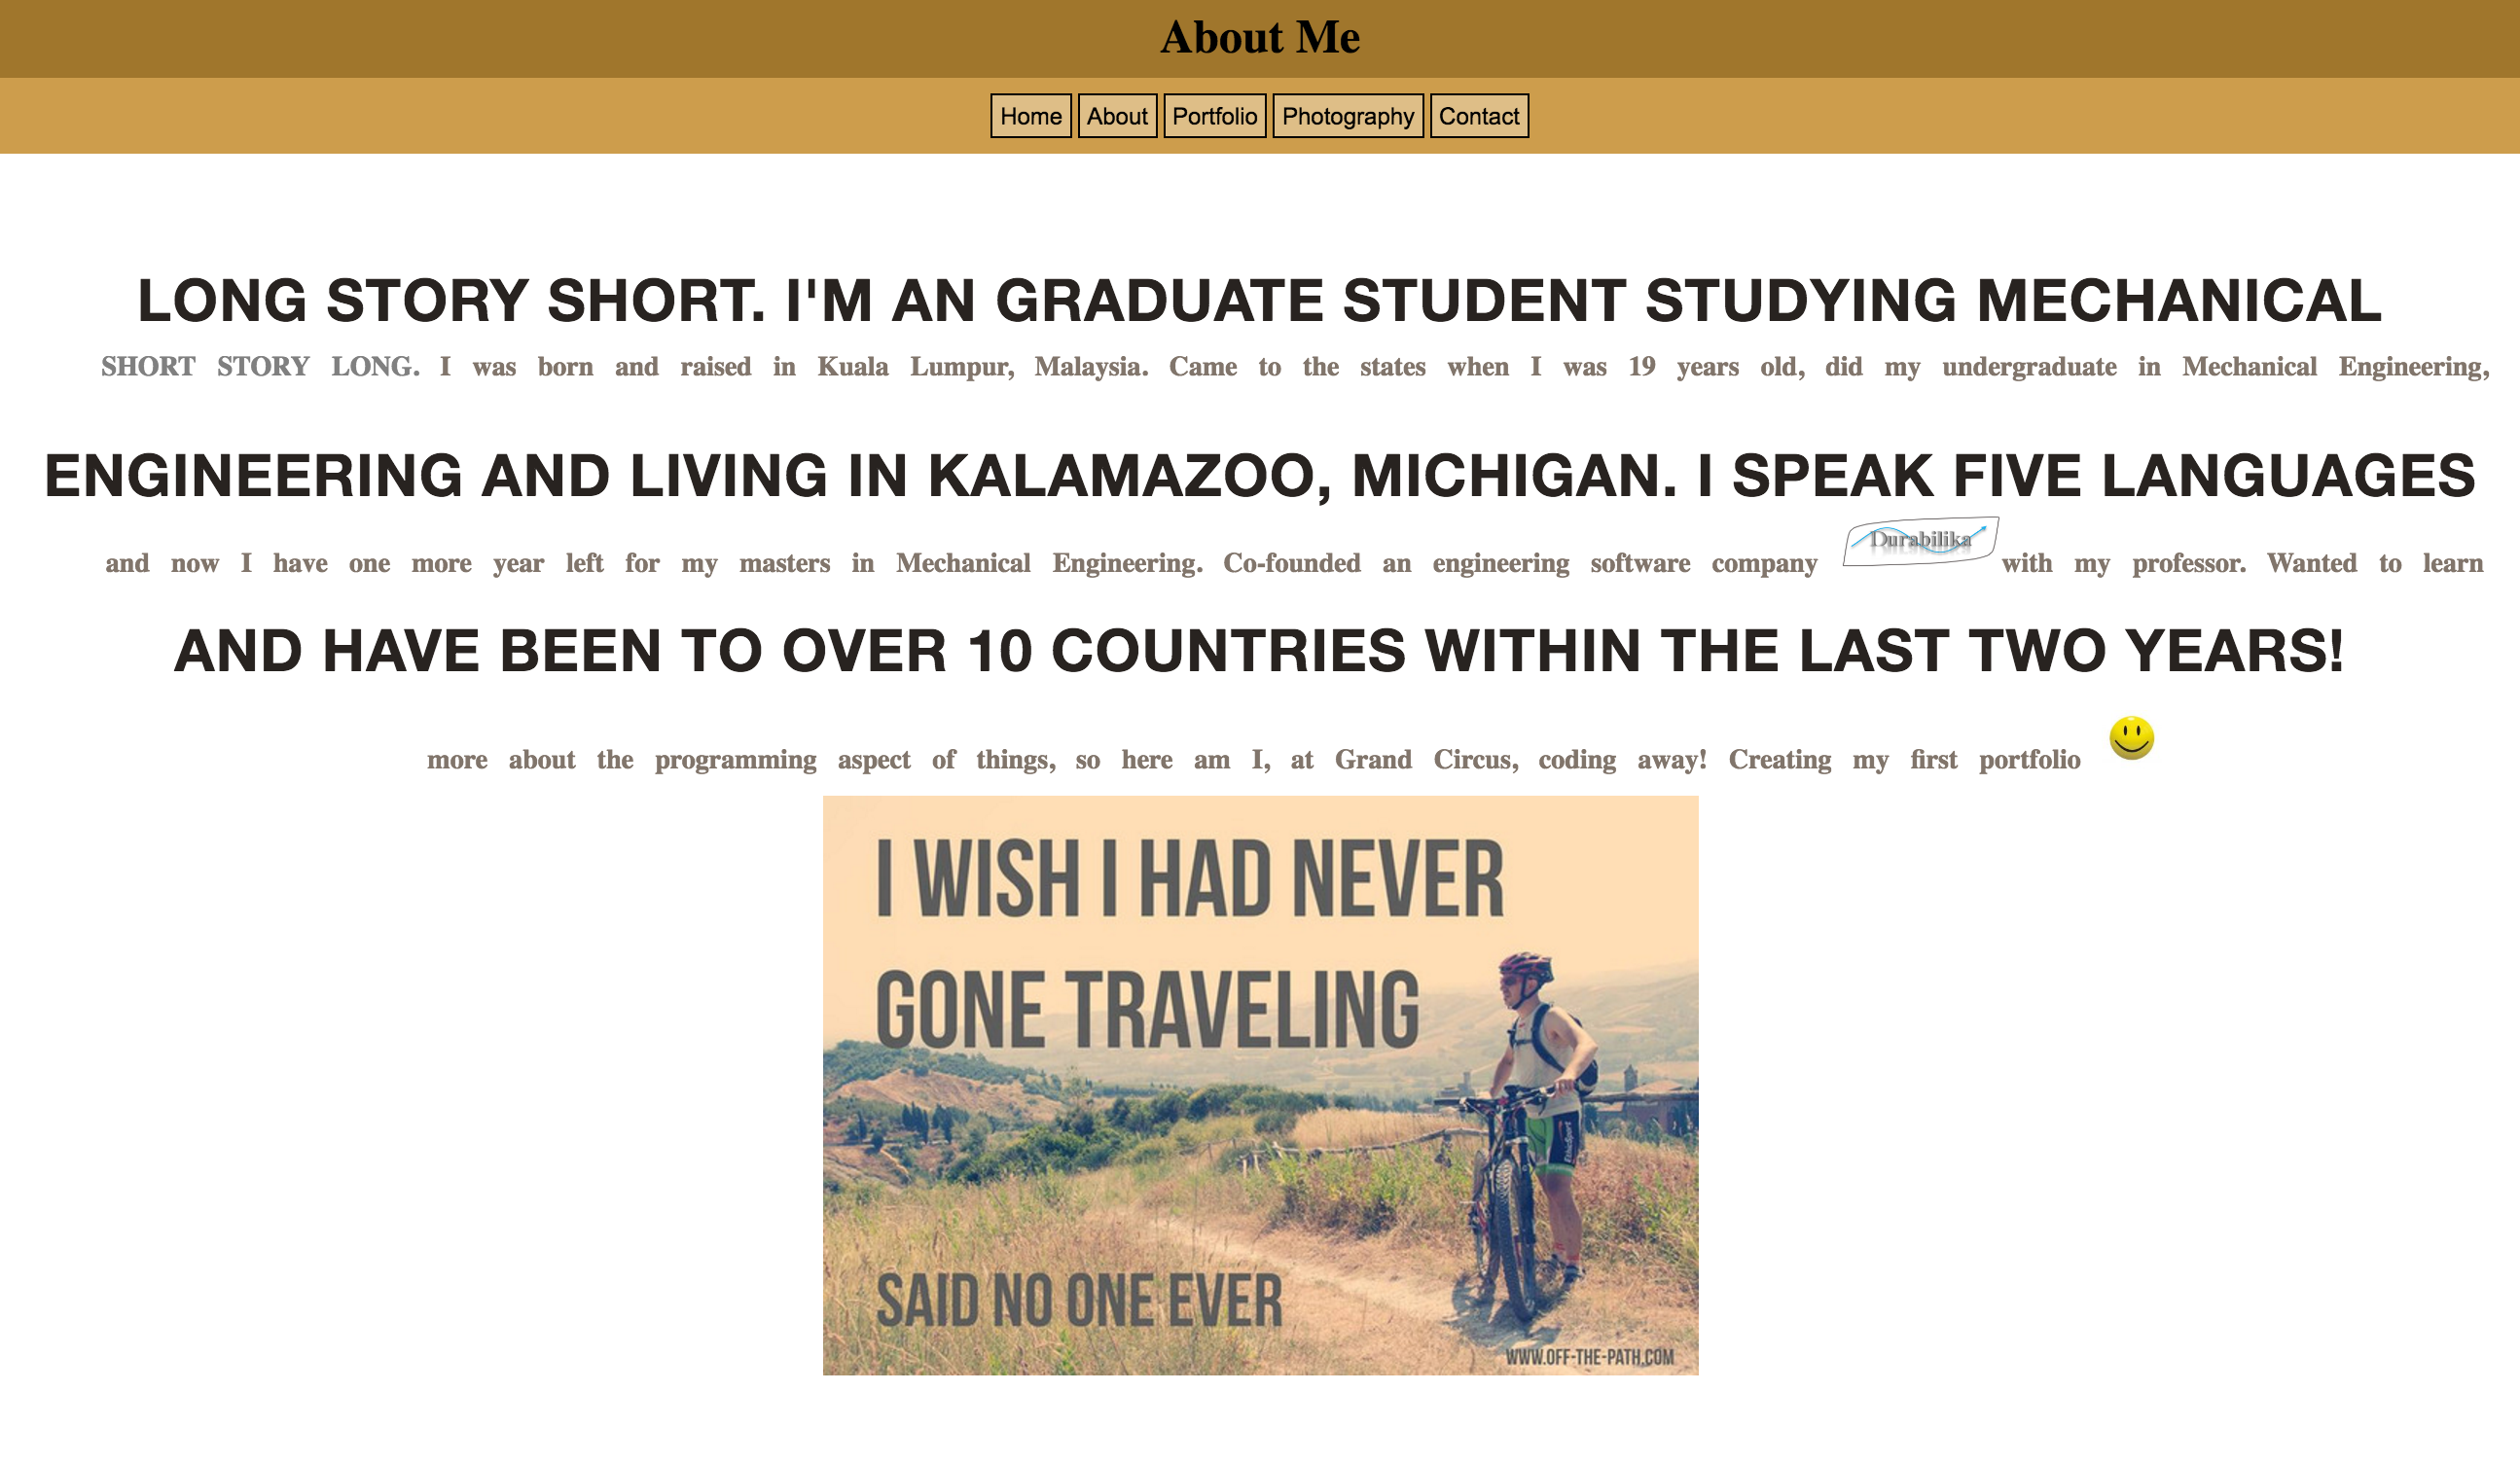 About Me
Home About Portfolio Photography Contact
LONG STORY SHORT. I'M AN GRADUATE STUDENT STUDYING MECHANICAL
SHORT STORY LONG. I was born and raised in Kuala Lumpur, Malaysia. Came to the states when I was 19 years old, did my undergraduate in Mechanical Engineering,
ENGINEERING AND LIVING IN KALAMAZOO, MICHIGAN. I SPEAK FIVE LANGUAGES
and now I have one more year left for my masters in Mechanical Engineering. Co-founded an engineering software company Durabilika with my professor. Wanted to learn
AND HAVE BEEN TO OVER 10 COUNTRIES WITHIN THE LAST TWO YEARS!
more about the programming aspect of things, so here am I, at Grand Circus, coding away! Creating my first portfolio
I WISH I HAD NEVER
GONE TRAVELING
SAID NO ONE EVER
WWW.OFF-THE-PATH.COM